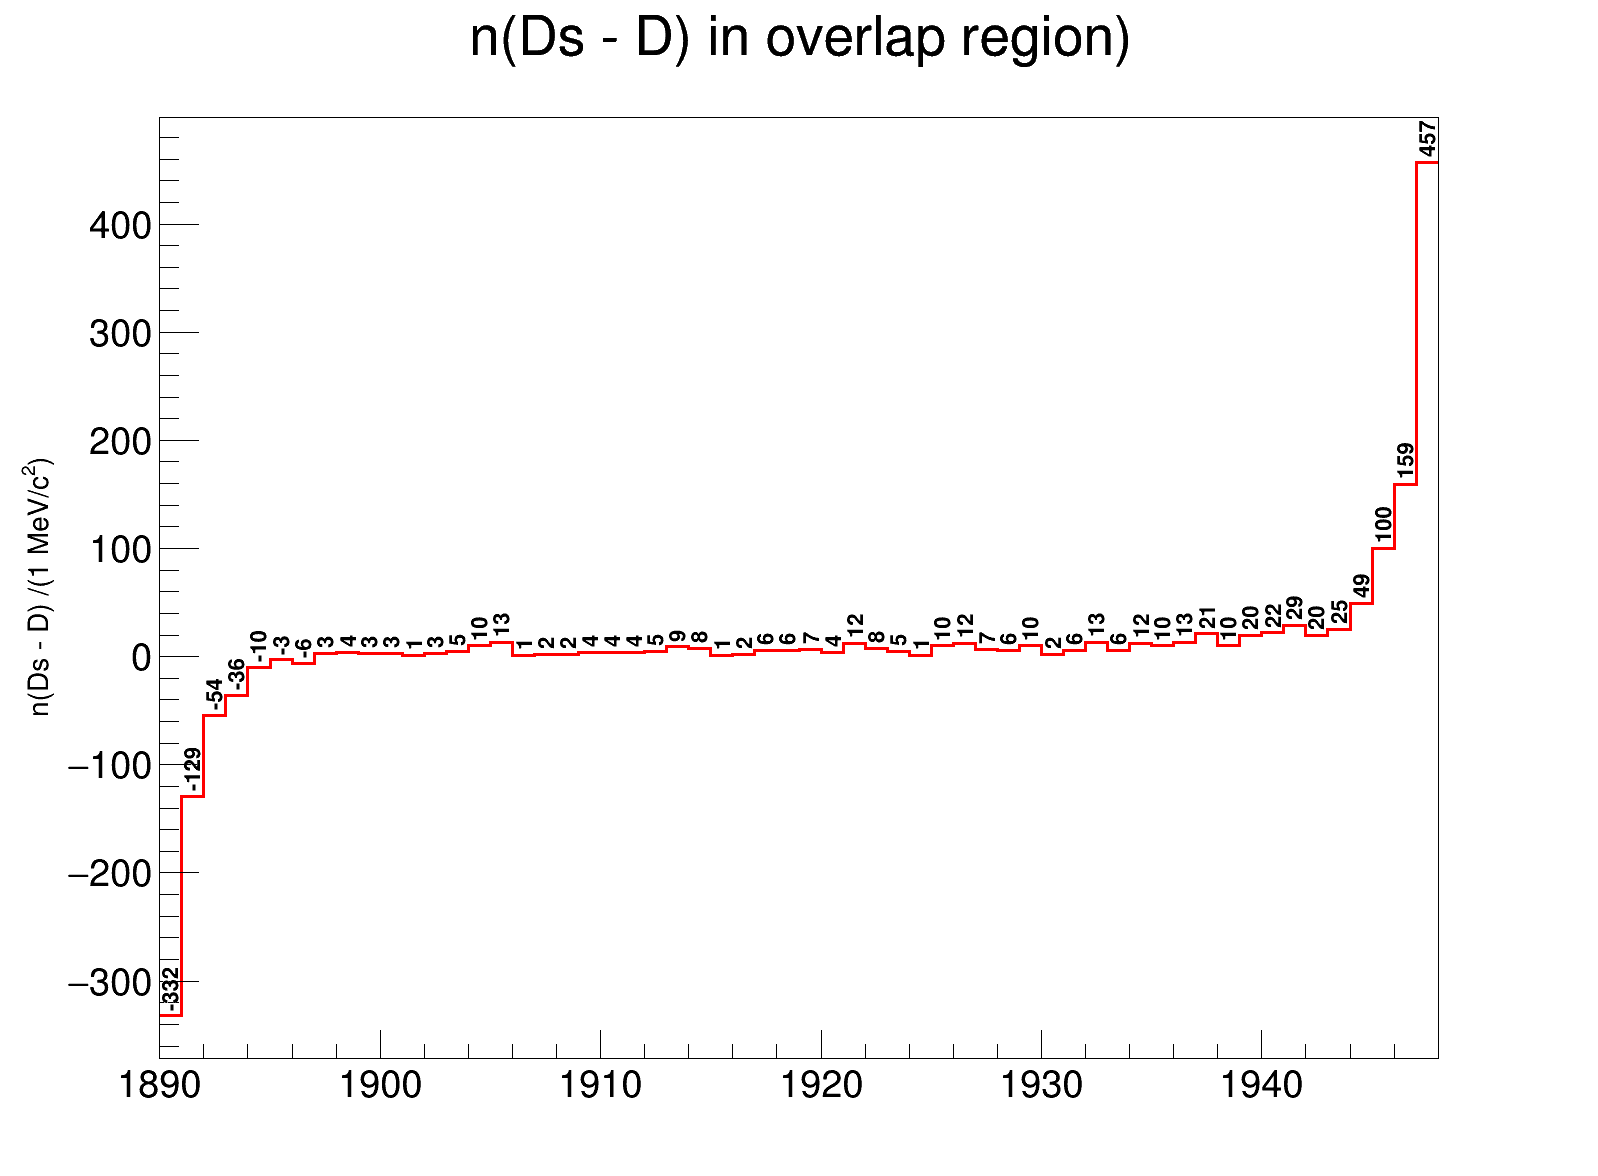 n(Ds - D) in overlap region)
n(Ds - D) /(1 MeV/c²)
400
300
200
100
0
−100
−200
−300
-332 -129 -54 -36 -10 -3 -6 3 4 3 3 1 3 5 10 13 1 2 2 4 4 4 5 9 8 1 2 6 6 7 4 12 8 5 1 10 12 7 6 10 2 6 13 6 12 10 13 21 10 20 22 29 20 25 49 100 159 457
1890 1900 1910 1920 1930 1940